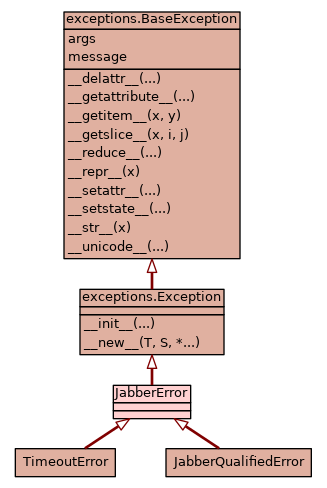 exceptions.BaseException
args
message
__delattr__(...)
__getattribute__(...)
__getitem__(x, y)
__getslice__(x, i, j)
__reduce__(...)
__repr__(x)
__setattr__(...)
__setstate__(...)
__str__(x)
__unicode__(...)
exceptions.Exception
__init__(...)
__new__(T, S, *...)
JabberError
TimeoutError
JabberQualifiedError